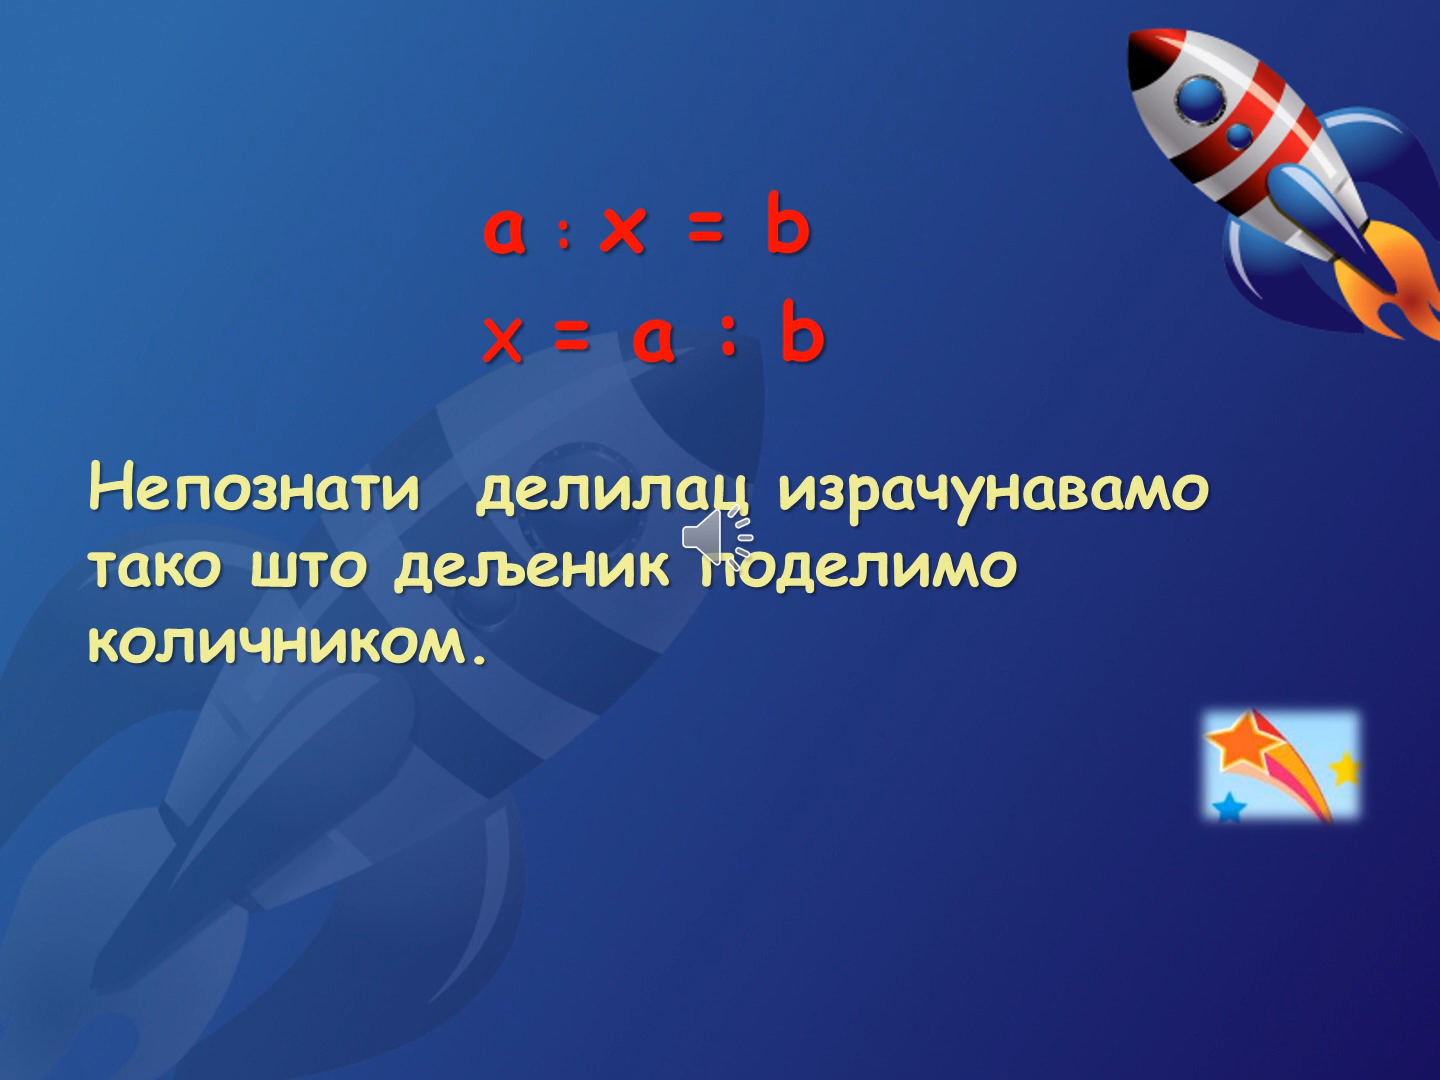 a : x = b
x = a : b
Непознати делилац израчунавамо
тако што дељеник поделимо
количником.